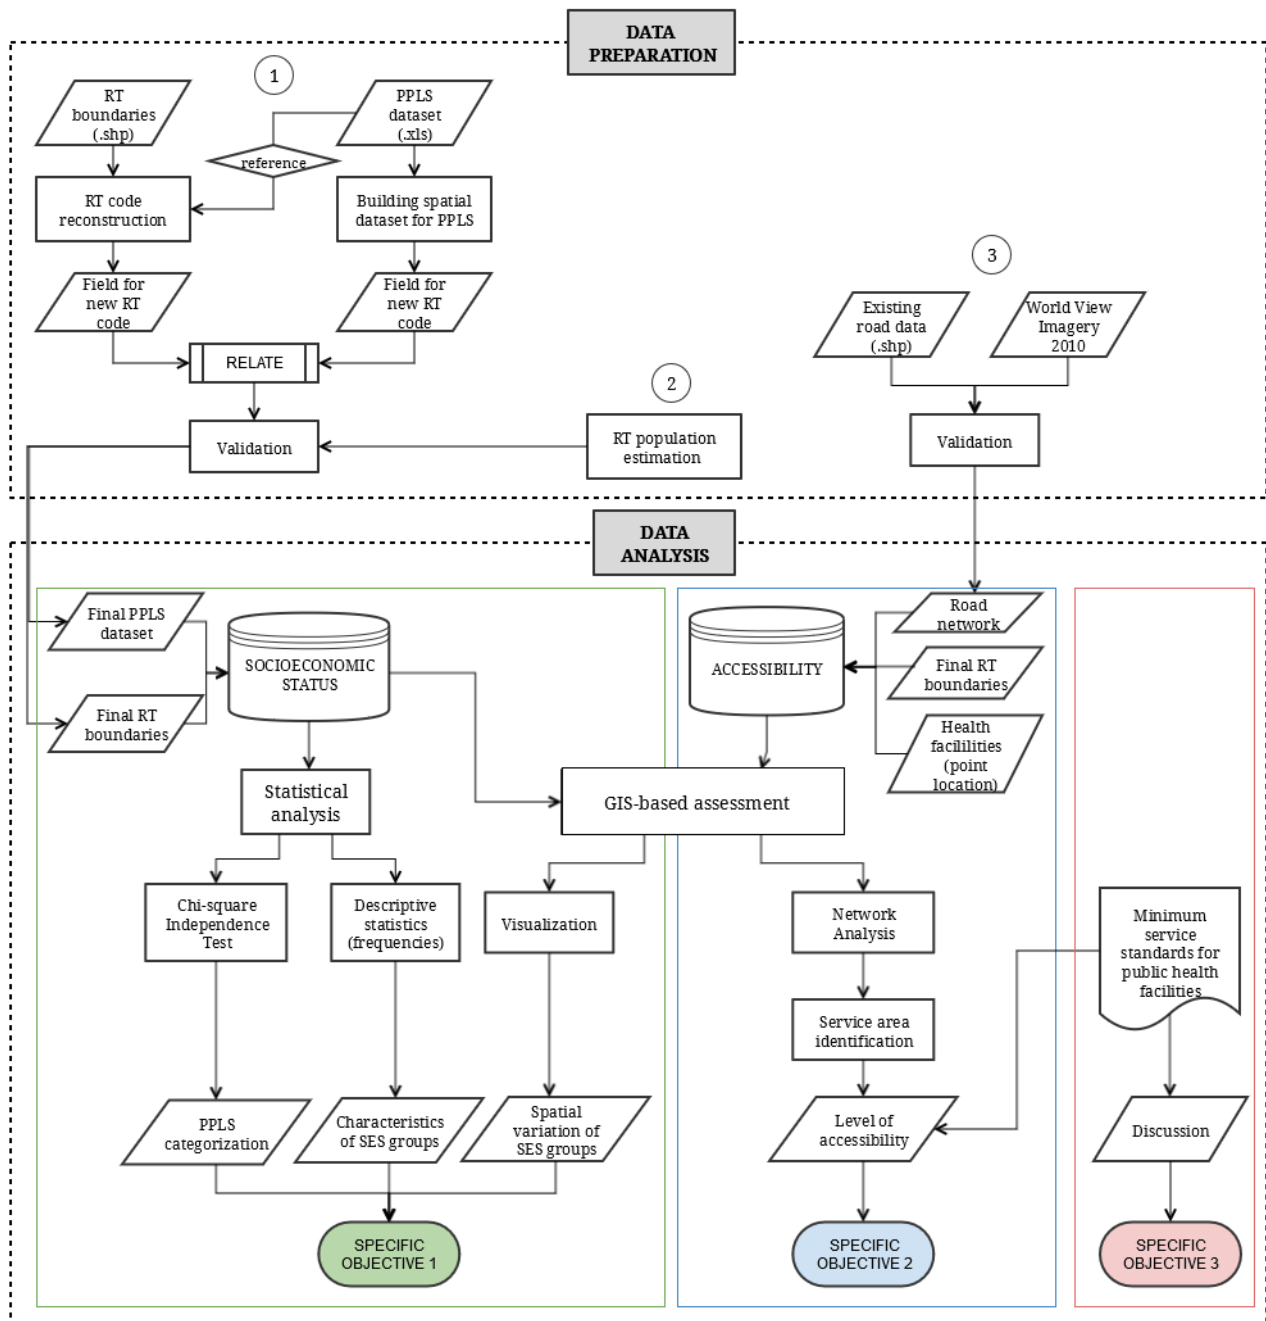 DATA
PREPARATION
1
RT
boundaries
(.shp)
PPLS
dataset
(.xls)
reference
RT code
reconstruction
Building spatial
dataset for PPLS
Field for
new RT
code
Field for
new RT
code
RELATE
Validation
2
RT population
estimation
3
Existing
road data
(.shp)
World View
Imagery
2010
Validation
DATA
ANALYSIS
Final PPLS
dataset
Final RT
boundaries
SOCIOECONOMIC
STATUS
Statistical
analysis
Chi-square
Independence
Test
Descriptive
statistics
(frequencies)
Visualization
PPLS
categorization
Characteristics
of SES groups
Spatial
variation of
SES groups
SPECIFIC
OBJECTIVE 1
ACCESSIBILITY
Road
network
Final RT
boundaries
Health
facililities
(point
location)
GIS-based assessment
Network
Analysis
Service area
identification
Level of
accessibility
SPECIFIC
OBJECTIVE 2
Minimum
service
standards for
public health
facilities
Discussion
SPECIFIC
OBJECTIVE 3